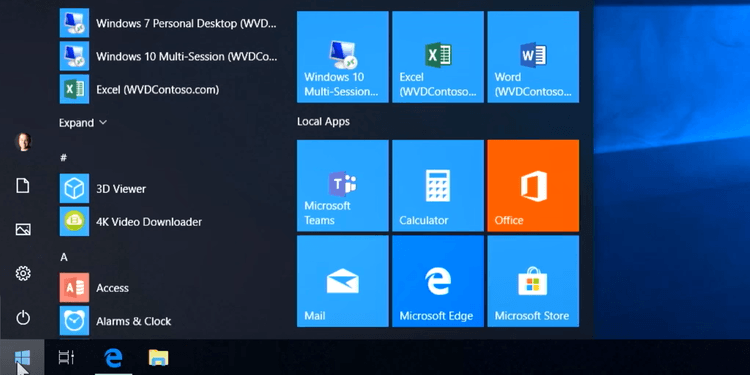 Windows 7 Personal Desktop (WVD...
Windows 10 Multi-Session (WVDCo...
Excel (WVDContoso.com)
Expand
#
3D Viewer
4K Video Downloader
A
Access
Alarms & Clock
Windows 10
Multi-Session...
Excel
(WVDContoso...
Word
(WVDContoso...
Local Apps
Microsoft
Teams
Calculator
Office
Mail
Microsoft Edge
Microsoft Store